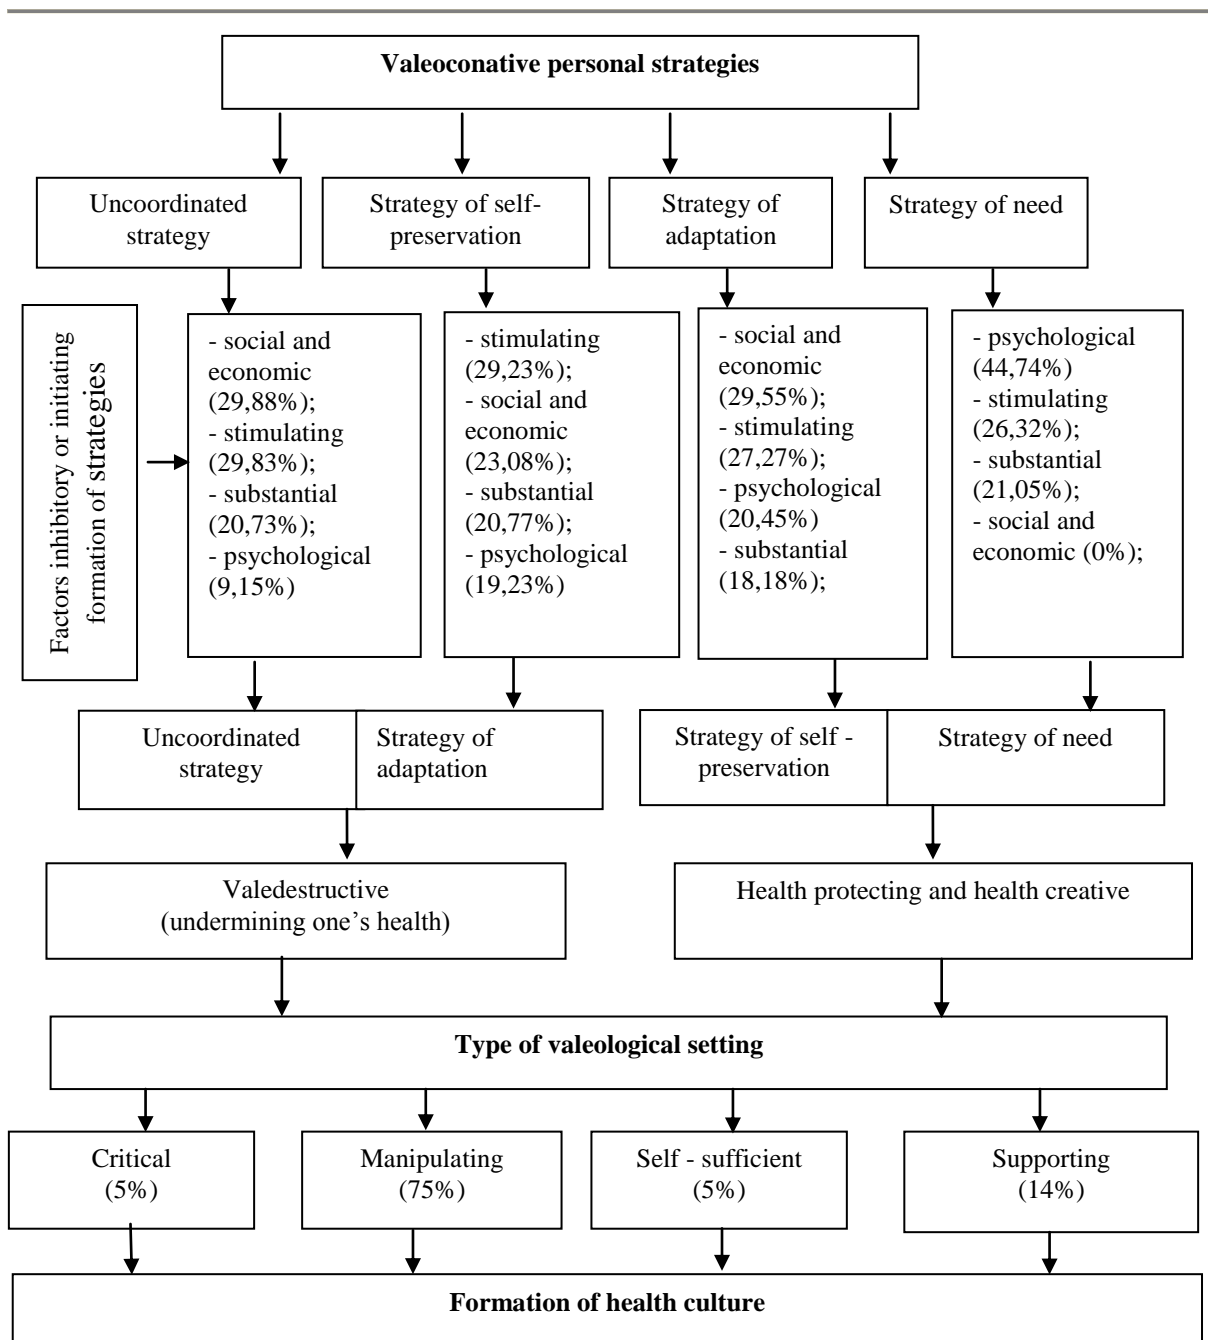 Valeoconative personal strategies
Uncoordinated
strategy
Strategy of self-
preservation
Strategy of
adaptation
Strategy of need
Factors inhibitory or initiating
formation of strategies
- social and
economic
(29,88%);
- stimulating
(29,83%);
- substantial
(20,73%);
- psychological
(9,15%)
- stimulating
(29,23%);
- social and
economic
(23,08%);
- substantial
(20,77%);
- psychological
(19,23%)
- social and
economic
(29,55%);
- stimulating
(27,27%);
- psychological
(20,45%)
- substantial
(18,18%);
- psychological
(44,74%)
- stimulating
(26,32%);
- substantial
(21,05%);
- social and
economic (0%);
Uncoordinated
strategy
Strategy of
adaptation
Strategy of self -
preservation
Strategy of need
Valedestructive
(undermining one’s health)
Health protecting and health creative
Type of valeological setting
Critical
(5%)
Manipulating
(75%)
Self - sufficient
(5%)
Supporting
(14%)
Formation of health culture